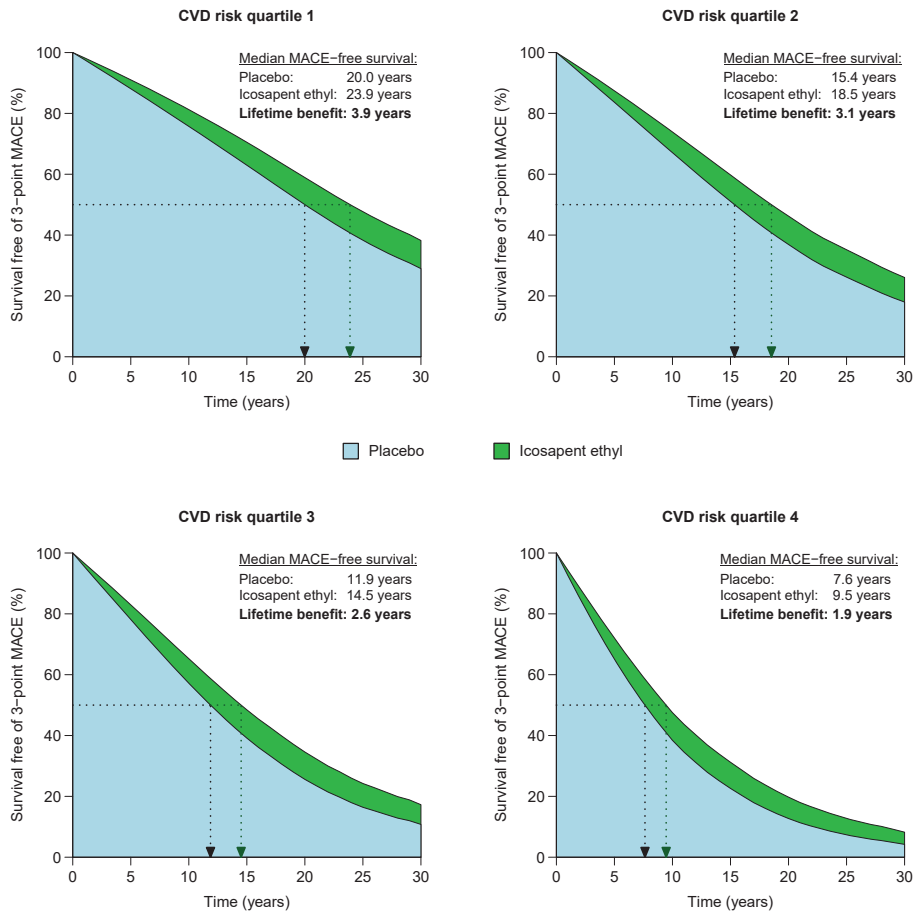 CVD risk quartile 1
Survival free of 3−point MACE (%)
100
80
60
40
20
0
Median MACE−free survival:
Placebo: 20.0 years
Icosapent ethyl: 23.9 years
Lifetime benefit: 3.9 years
0 5 10 15 20 25 30
Time (years)
CVD risk quartile 2
Survival free of 3−point MACE (%)
100
80
60
40
20
0
Median MACE−free survival:
Placebo: 15.4 years
Icosapent ethyl: 18.5 years
Lifetime benefit: 3.1 years
0 5 10 15 20 25 30
Time (years)
Placebo Icosapent ethyl
CVD risk quartile 3
Survival free of 3−point MACE (%)
100
80
60
40
20
0
Median MACE−free survival:
Placebo: 11.9 years
Icosapent ethyl: 14.5 years
Lifetime benefit: 2.6 years
0 5 10 15 20 25 30
Time (years)
CVD risk quartile 4
Survival free of 3−point MACE (%)
100
80
60
40
20
0
Median MACE−free survival:
Placebo: 7.6 years
Icosapent ethyl: 9.5 years
Lifetime benefit: 1.9 years
0 5 10 15 20 25 30
Time (years)